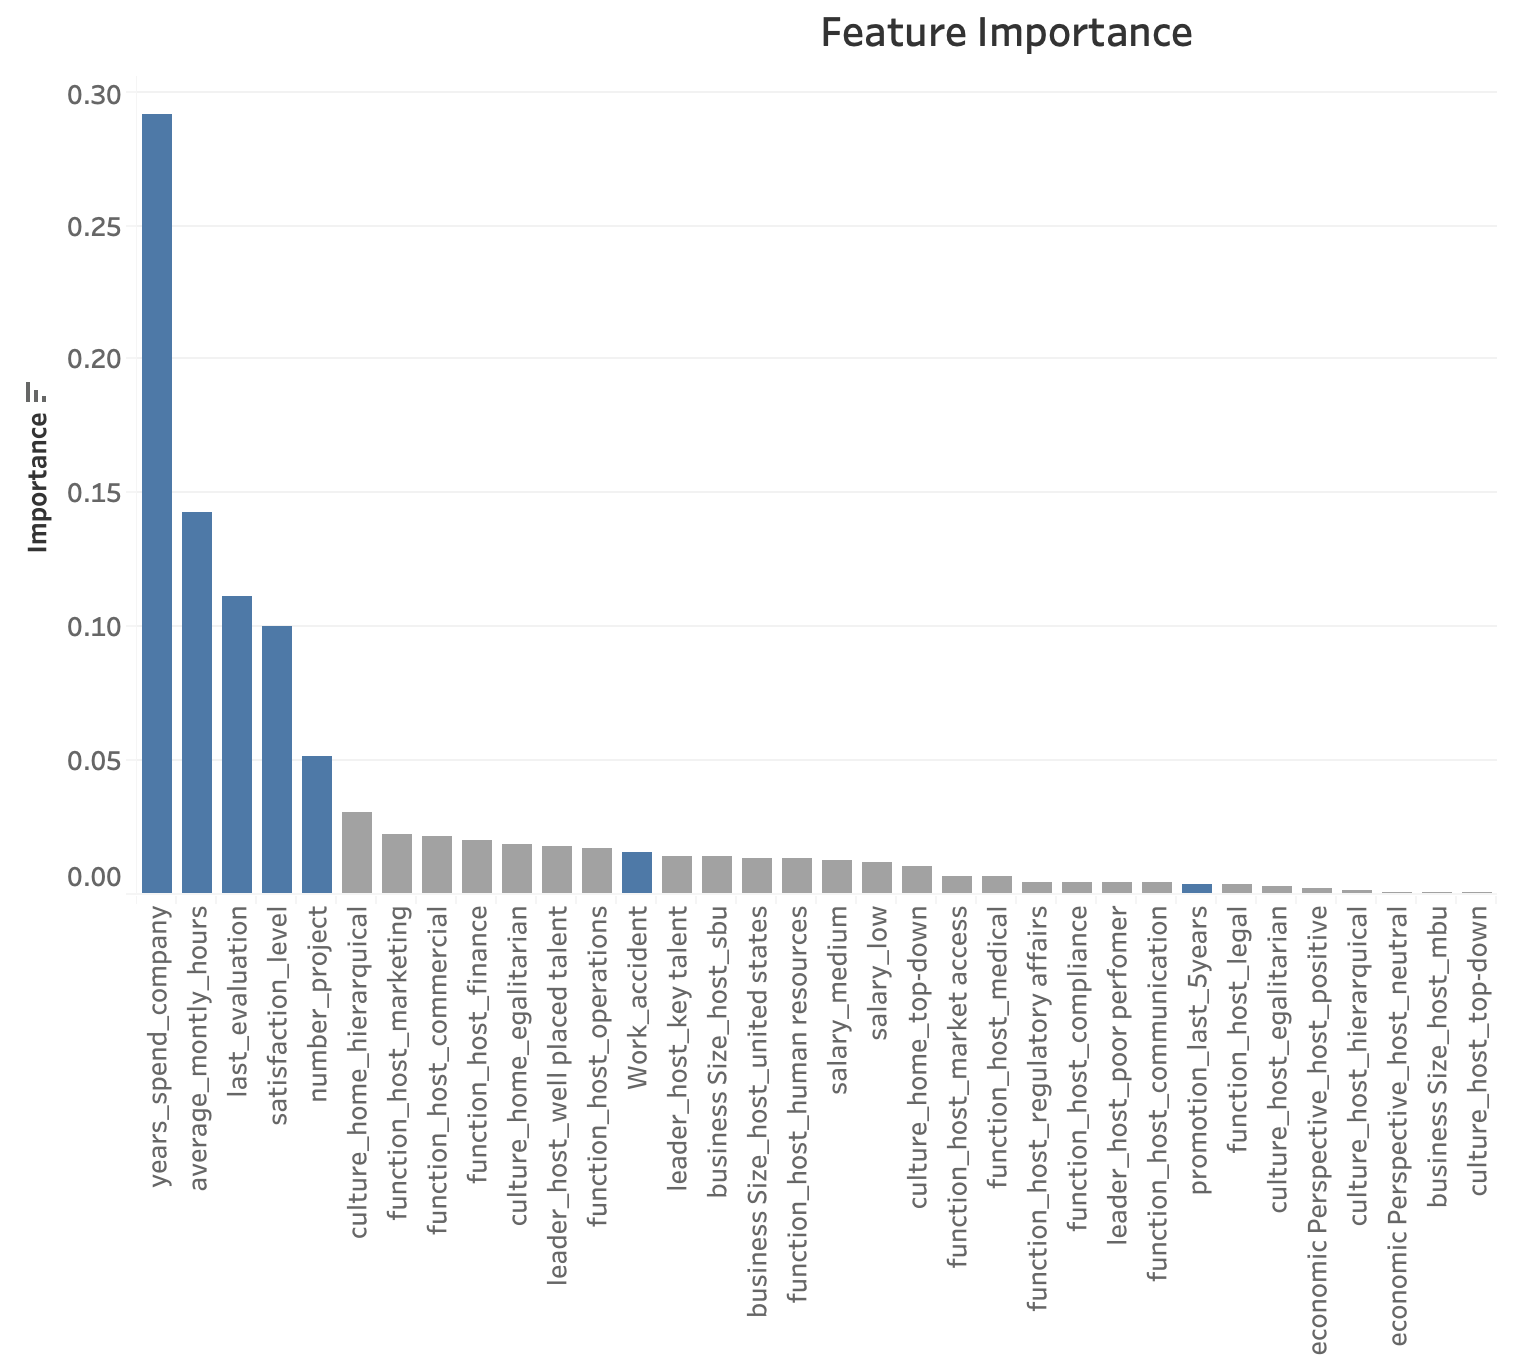 Feature Importance
0.30
0.25
0.20
0.15
0.10
0.05
0.00
Importance
years_spend_company
average_montly_hours
last_evaluation
satisfaction_level
number_project
culture_home_hierarquical
function_host_marketing
function_host_commercial
function_host_finance
culture_home_egalitarian
leader_host_well placed talent
function_host_operations
Work_accident
leader_host_key talent
business Size_host_sbu
business Size_host_united states
function_host_human resources
salary_medium
salary_low
culture_home_top-down
function_host_market access
function_host_medical
function_host_regulatory affairs
function_host_compliance
leader_host_poor perfomer
function_host_communication
promotion_last_5years
function_host_legal
culture_host_egalitarian
economic Perspective_host_positive
culture_host_hierarquical
economic Perspective_host_neutral
business Size_host_mbu
culture_host_top-down